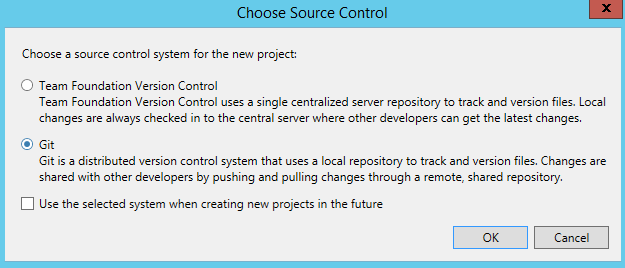 Choose Source Control
x
Choose a source control system for the new project:
Team Foundation Version Control
Team Foundation Version Control uses a single centralized server repository to track and version files. Local
changes are always checked in to the central server where other developers can get the latest changes.
Git
Git is a distributed version control system that uses a local repository to track and version files. Changes are
shared with other developers by pushing and pulling changes through a remote, shared repository.
Use the selected system when creating new projects in the future
OK
Cancel